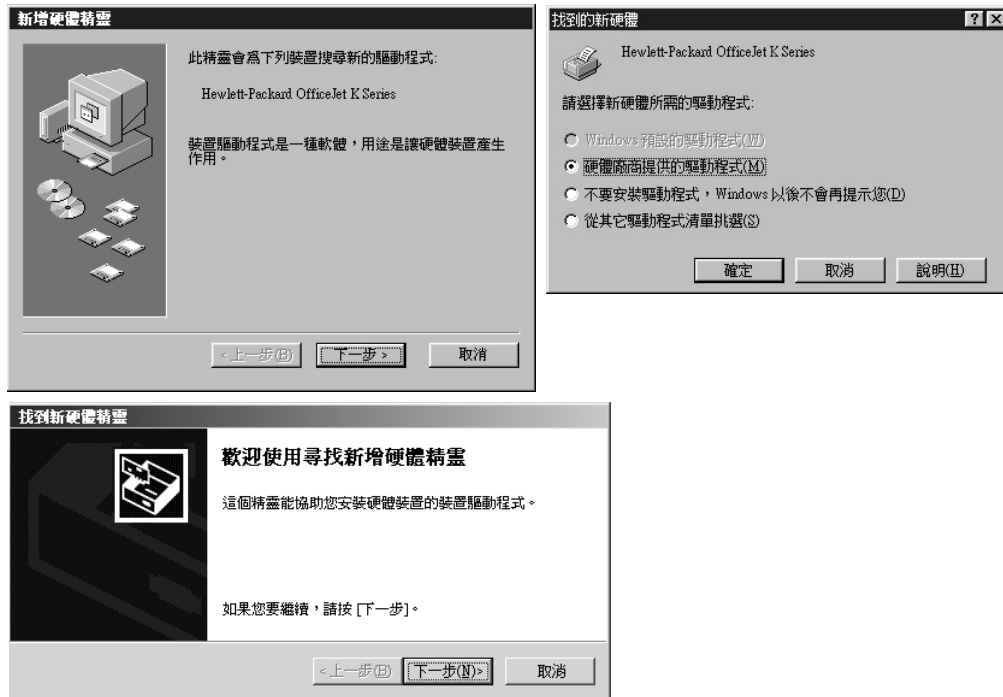 新增硬體精靈
此精靈會為下列裝置搜尋新的驅動程式:
Hewlett-Packard OfficeJet K Series
裝置驅動程式是一種軟體，用途是讓硬體裝置產生
作用。
<上一步(B)
下一步 >
取消
找到的新硬體
Hewlett-Packard OfficeJet K Series
請選擇新硬體所需的驅動程式:
Windows 預設的驅動程式(W)
硬體廠商提供的驅動程式(M)
不要安裝驅動程式，Windows 以後不會再提示您(D)
從其它驅動程式清單挑選(S)
確定
取消
說明(H)
找到新硬體精靈
歡迎使用尋找新增硬體精靈
這個精靈能協助您安裝硬體裝置的裝置驅動程式。
如果您要繼續，請按 [下一步]。
<上一步(B)
下一步(N)>
取消